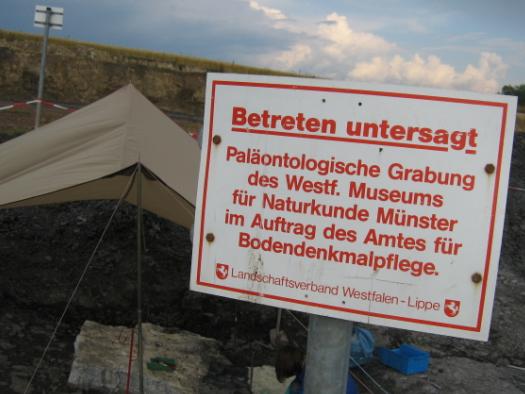 Betreten untersagt
Paläontologische Grabung
des Westf. Museums
für Naturkunde Münster
im Auftrag des Amtes für
Bodendenkmalpflege.
Landschaftsverband Westfalen-Lippe